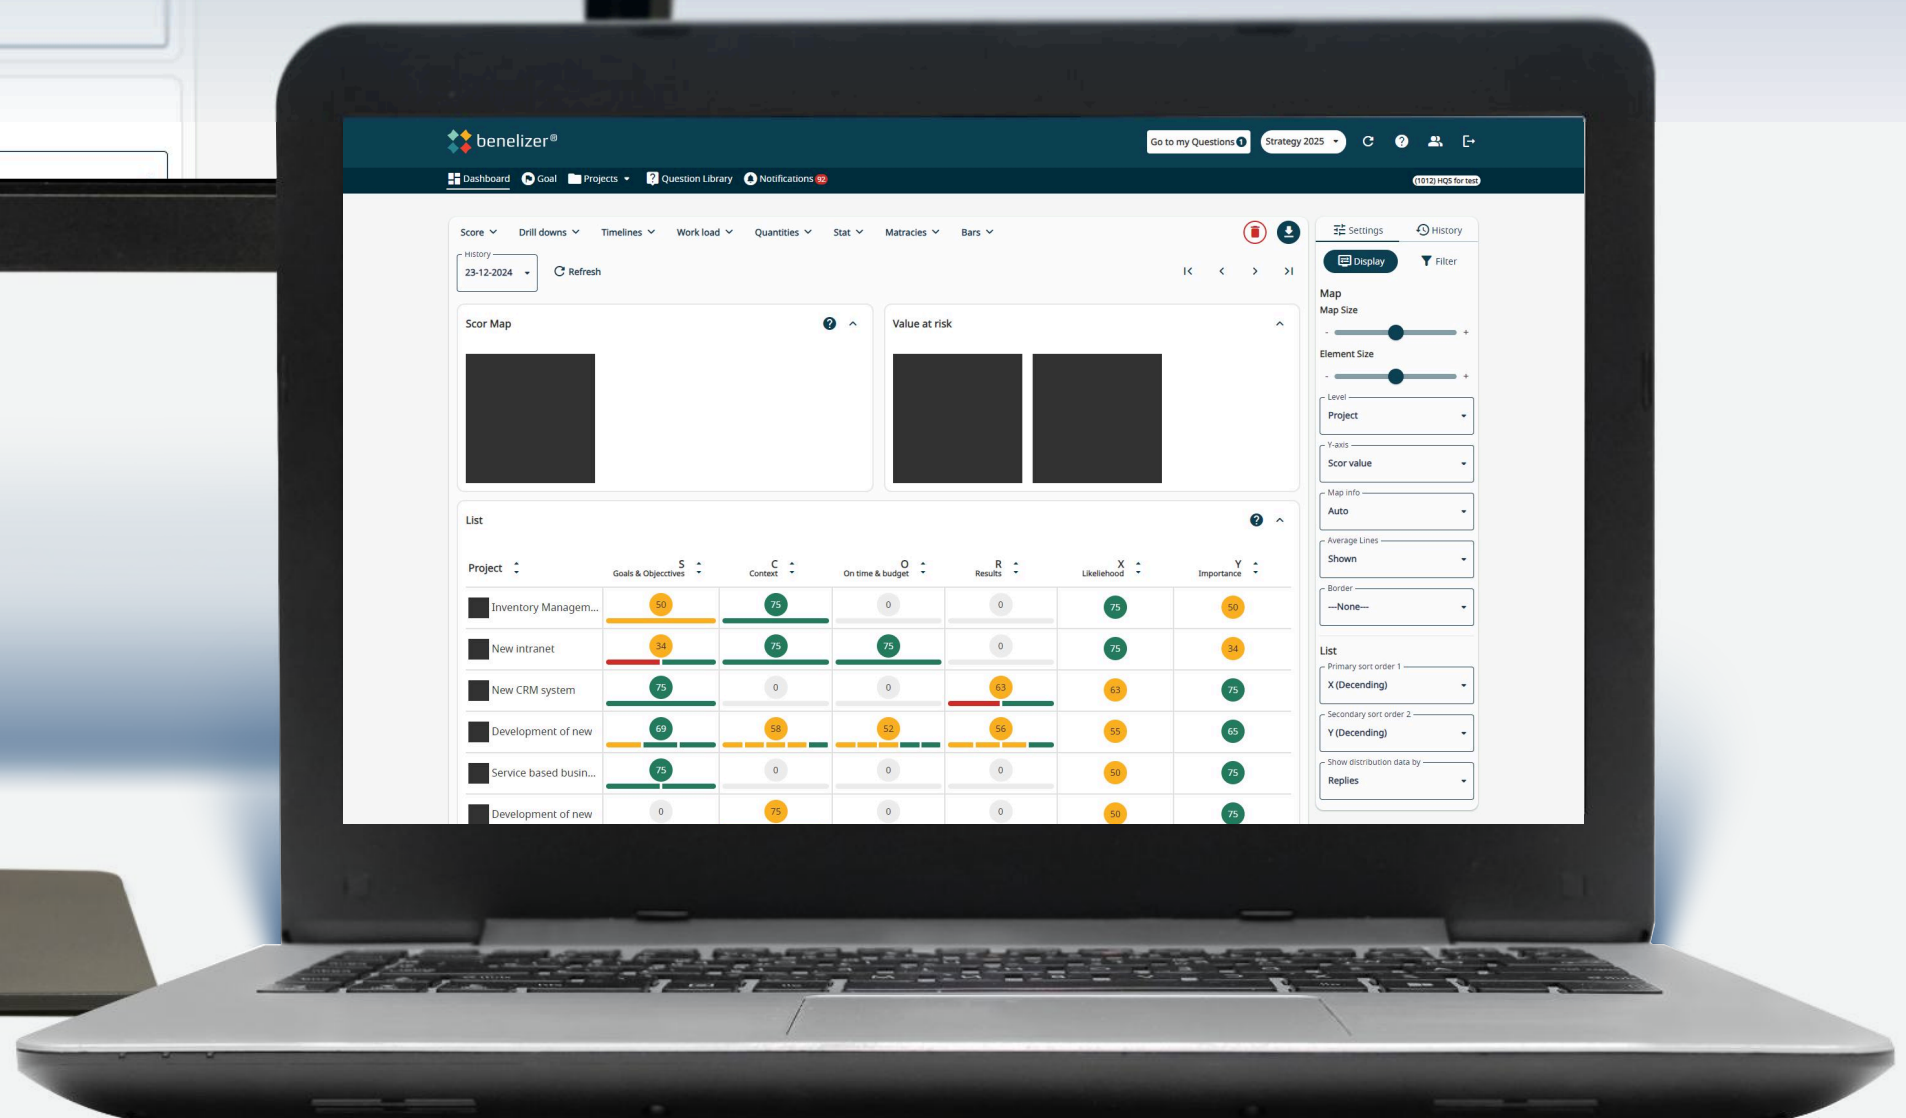 benelizer®
Go to my Questions 1
Strategy 2025
Dashboard Goal Projects Question Library Notifications 92
(1012) HQS for test
Score Drill downs Timelines Work load Quantities Stat Matracies Bars
History
23-12-2024
Refresh
Scor Map
Value at risk
List
Project
S
Goals & Objecctives
C
Context
O
On time & budget
R
Results
X
Likeliehood
Y
Importance
Inventory Managem... 50 75 0 0 75 50
New intranet 34 75 75 0 75 34
New CRM system 75 0 0 63 63 75
Development of new 69 58 52 56 55 65
Service based busin... 75 0 0 0 50 75
Development of new 0 75 0 0 50 75
Settings History
Display Filter
Map
Map Size
- +
Element Size
- +
Level
Project
Y-axis
Scor value
Map info
Auto
Average Lines
Shown
Border
---None---
List
Primary sort order 1
X (Decending)
Secondary sort order 2
Y (Decending)
Show distribution data by
Replies